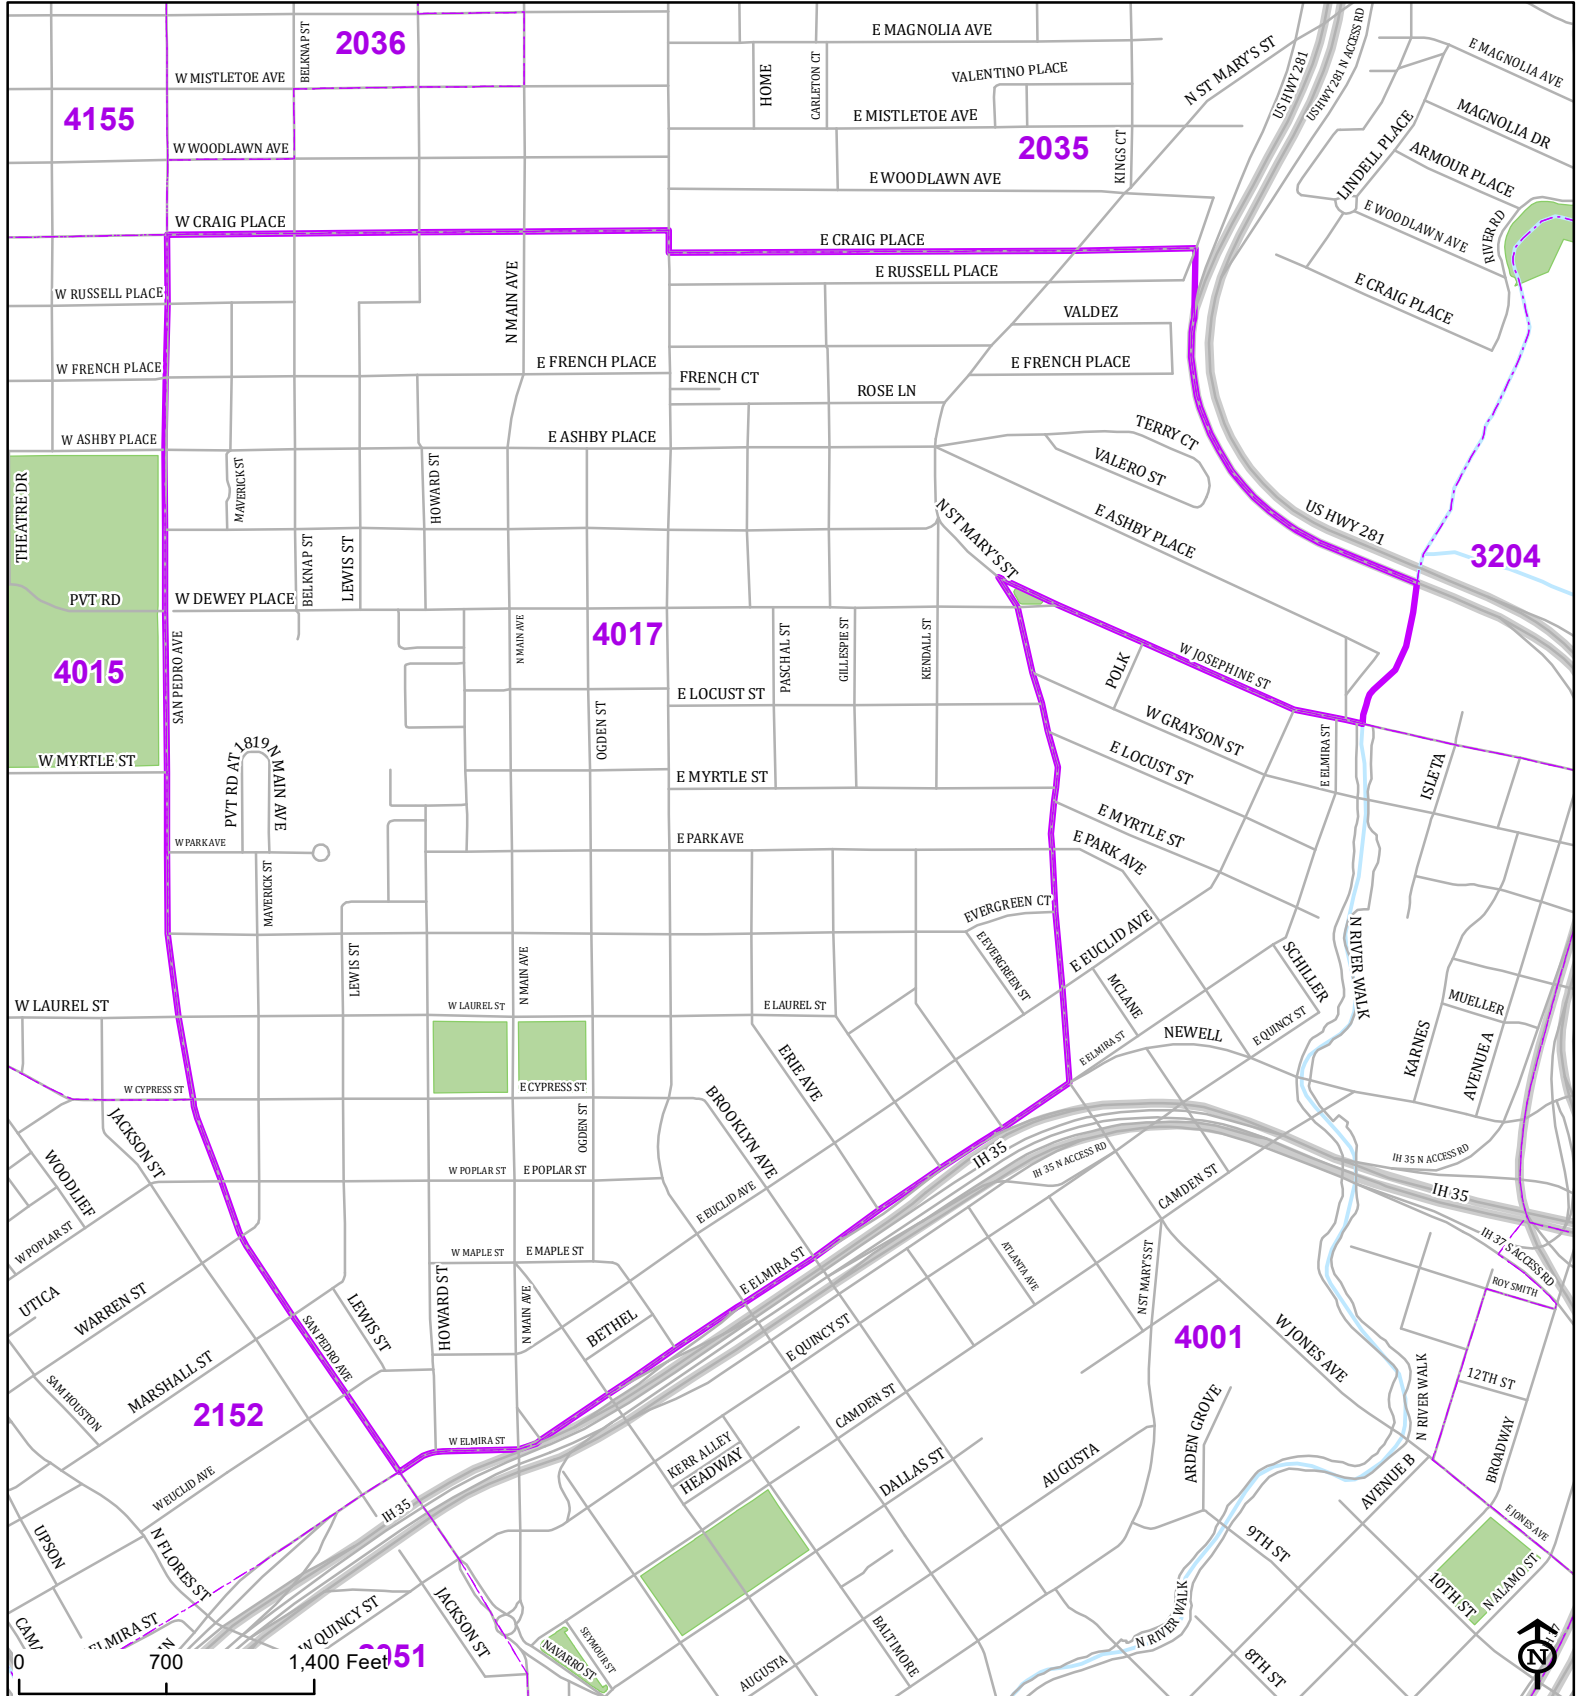 E MAGNOLIA AVE
2036
BELKNAP ST
W MISTLETOE AVE
HOME
CARLETON CT
VALENTINO PLACE
N ST MARY'S ST
US HWY 281
US HWY 281 N ACCESS RD
E MAGNOLIA AVE
4155
E MISTLETOE AVE
MAGNOLIA DR
W WOODLAWN AVE
2035
KINGS CT
LINDELL PLACE
ARMOUR PLACE
E WOODLAWN AVE
W CRAIG PLACE
E WOODLAWN AVE
RIVER RD
E CRAIG PLACE
E RUSSELL PLACE
W RUSSELL PLACE
N MAIN AVE
VALDEZ
E CRAIG PLACE
W FRENCH PLACE
E FRENCH PLACE
FRENCH CT
E FRENCH PLACE
ROSE LN
W ASHBY PLACE
E ASHBY PLACE
TERRY CT
VALERO ST
THEATRE DR
MAVERICK ST
HOWARD ST
N ST MARY'S ST
E ASHBY PLACE
US HWY 281
3204
BELKNAP ST
LEWIS ST
PVT RD
W DEWEY PLACE
4017
N MAIN AVE
PASCHAL ST
GILLESPIE ST
KENDALL ST
4015
SAN PEDRO AVE
POLK
W JOSEPHINE ST
E LOCUST ST
OGDEN ST
W GRAYSON ST
E ELMIRA ST
W MYRTLE ST
PVT RD AT 1819 N MAIN AVE
E MYRTLE ST
E LOCUST ST
ISLETA
W PARK AVE
E PARK AVE
E MYRTLE ST
E PARK AVE
MAVERICK ST
EVERGREEN CT
E EVERGREEN ST
E EUCLID AVE
N RIVER WALK
LEWIS ST
N MAIN AVE
MCLANE
SCHILLER
W LAUREL ST
W LAUREL ST
E LAUREL ST
MUELLER
ERIE AVE
E ELMIRA ST
NEWELL
E QUINCY ST
KARNES
AVENUE A
W CYPRESS ST
E CYPRESS ST
JACKSON ST
OGDEN ST
BROOKLYN AVE
WOODLIEF
W POPLAR ST
E POPLAR ST
IH 35
IH 35 N ACCESS RD
IH 35 N ACCESS RD
IH 35
E EUCLID AVE
CAMDEN ST
W POPLAR ST
W MAPLE ST
E MAPLE ST
E ELMIRA ST
ATLANTA AVE
N ST MARY'S ST
IH 37 S ACCESS RD
UTICA
WARREN ST
HOWARD ST
N MAIN AVE
ROY SMITH
LEWIS ST
SAN PEDRO AVE
BETHEL
E QUINCY ST
4001
W JONES AVE
MARSHALL ST
SAM HOUSTON
N RIVER WALK
12TH ST
2152
CAMDEN ST
ARDEN GROVE
W ELMIRA ST
KERR ALLEY
HEADWAY
DALLAS ST
AUGUSTA
BROADWAY
W EUCLID AVE
AVENUE B
IH 35
UPSON
N FLORES ST
9TH ST
E JONES AVE
10TH ST
N ALAMO ST
JACKSON ST
W QUINCY ST
NAVARRO ST
SEYMOUR ST
BALTIMORE
N RIVER WALK
AUGUSTA
8TH ST
0
700
1,400 Feet
N